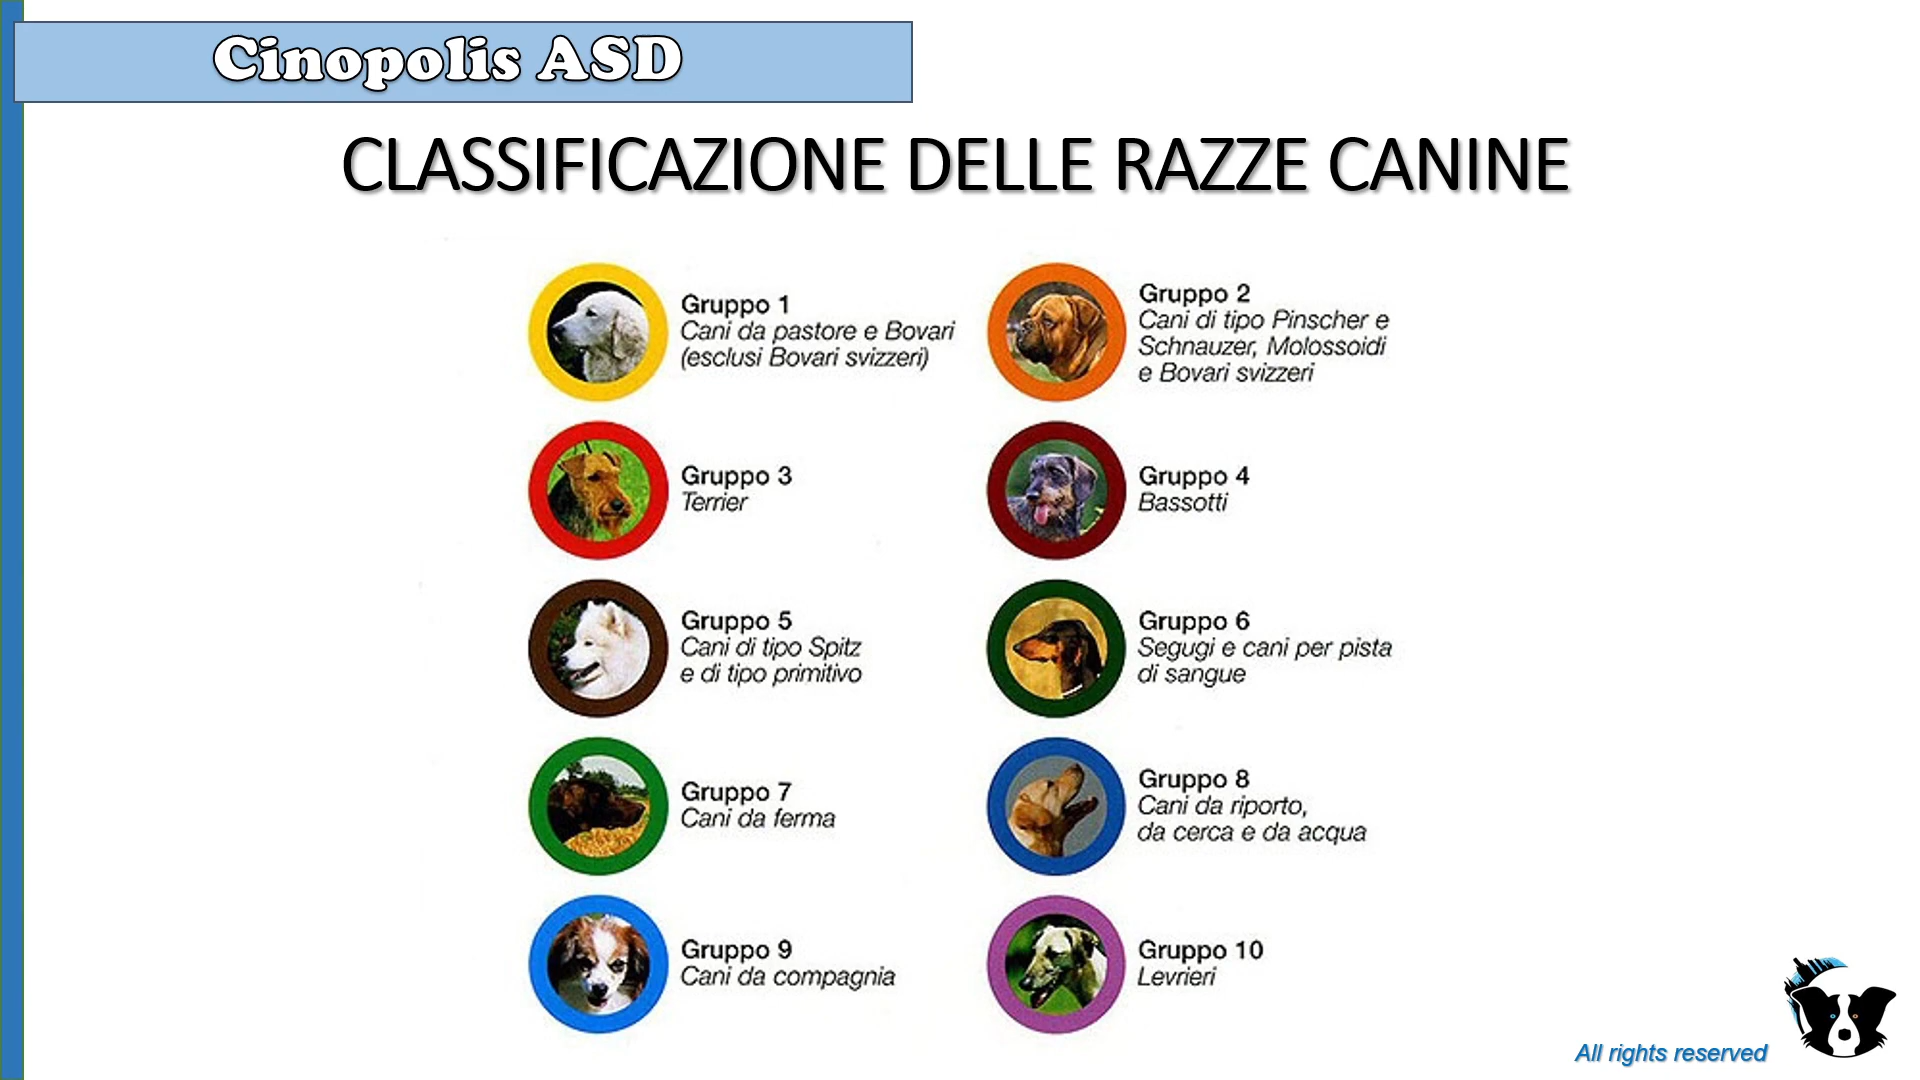 Cinopolis ASD
CLASSIFICAZIONE DELLE RAZZE CANINE
Gruppo 1
Cani da pastore e Bovari
(esclusi Bovari svizzeri)
Gruppo 2
Cani di tipo Pinscher e
Schnauzer, Molossoidi
e Bovari svizzeri
Gruppo 3
Terrier
Gruppo 4
Bassotti
Gruppo 5
Cani di tipo Spitz
e di tipo primitivo
Gruppo 6
Segugi e cani per pista
di sangue
Gruppo 7
Cani da ferma
Gruppo 8
Cani da riporto,
da cerca e da acqua
Gruppo 9
Cani da compagnia
Gruppo 10
Levrieri
All rights reserved